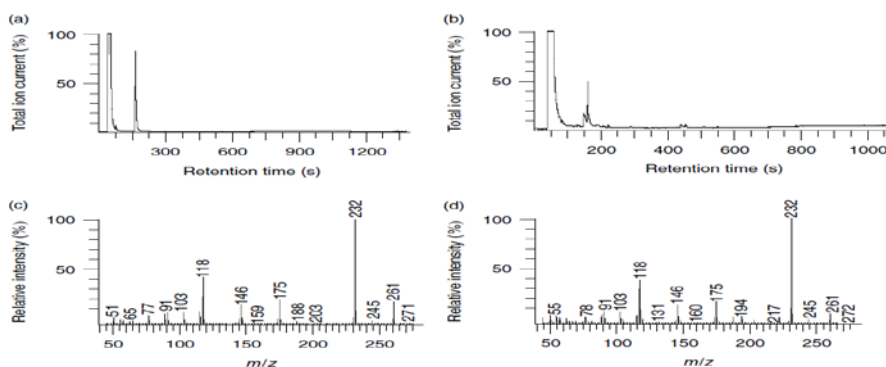 (a)
Total ion current (%)
100
50
300 600 900 1200
Retention time (s)
(b)
Total ion current (%)
100
50
200 400 600 800 1000
Retention time (s)
(c)
Relative intensity (%)
100
50
51 65 77 91 103 118 146 159 175 188 203 232 245 261 271
50 100 150 200 250
m/z
(d)
Relative intensity (%)
100
50
55 78 91 103 118 131 146 160 175 194 217 232 245 261 272
50 100 150 200 250
m/z